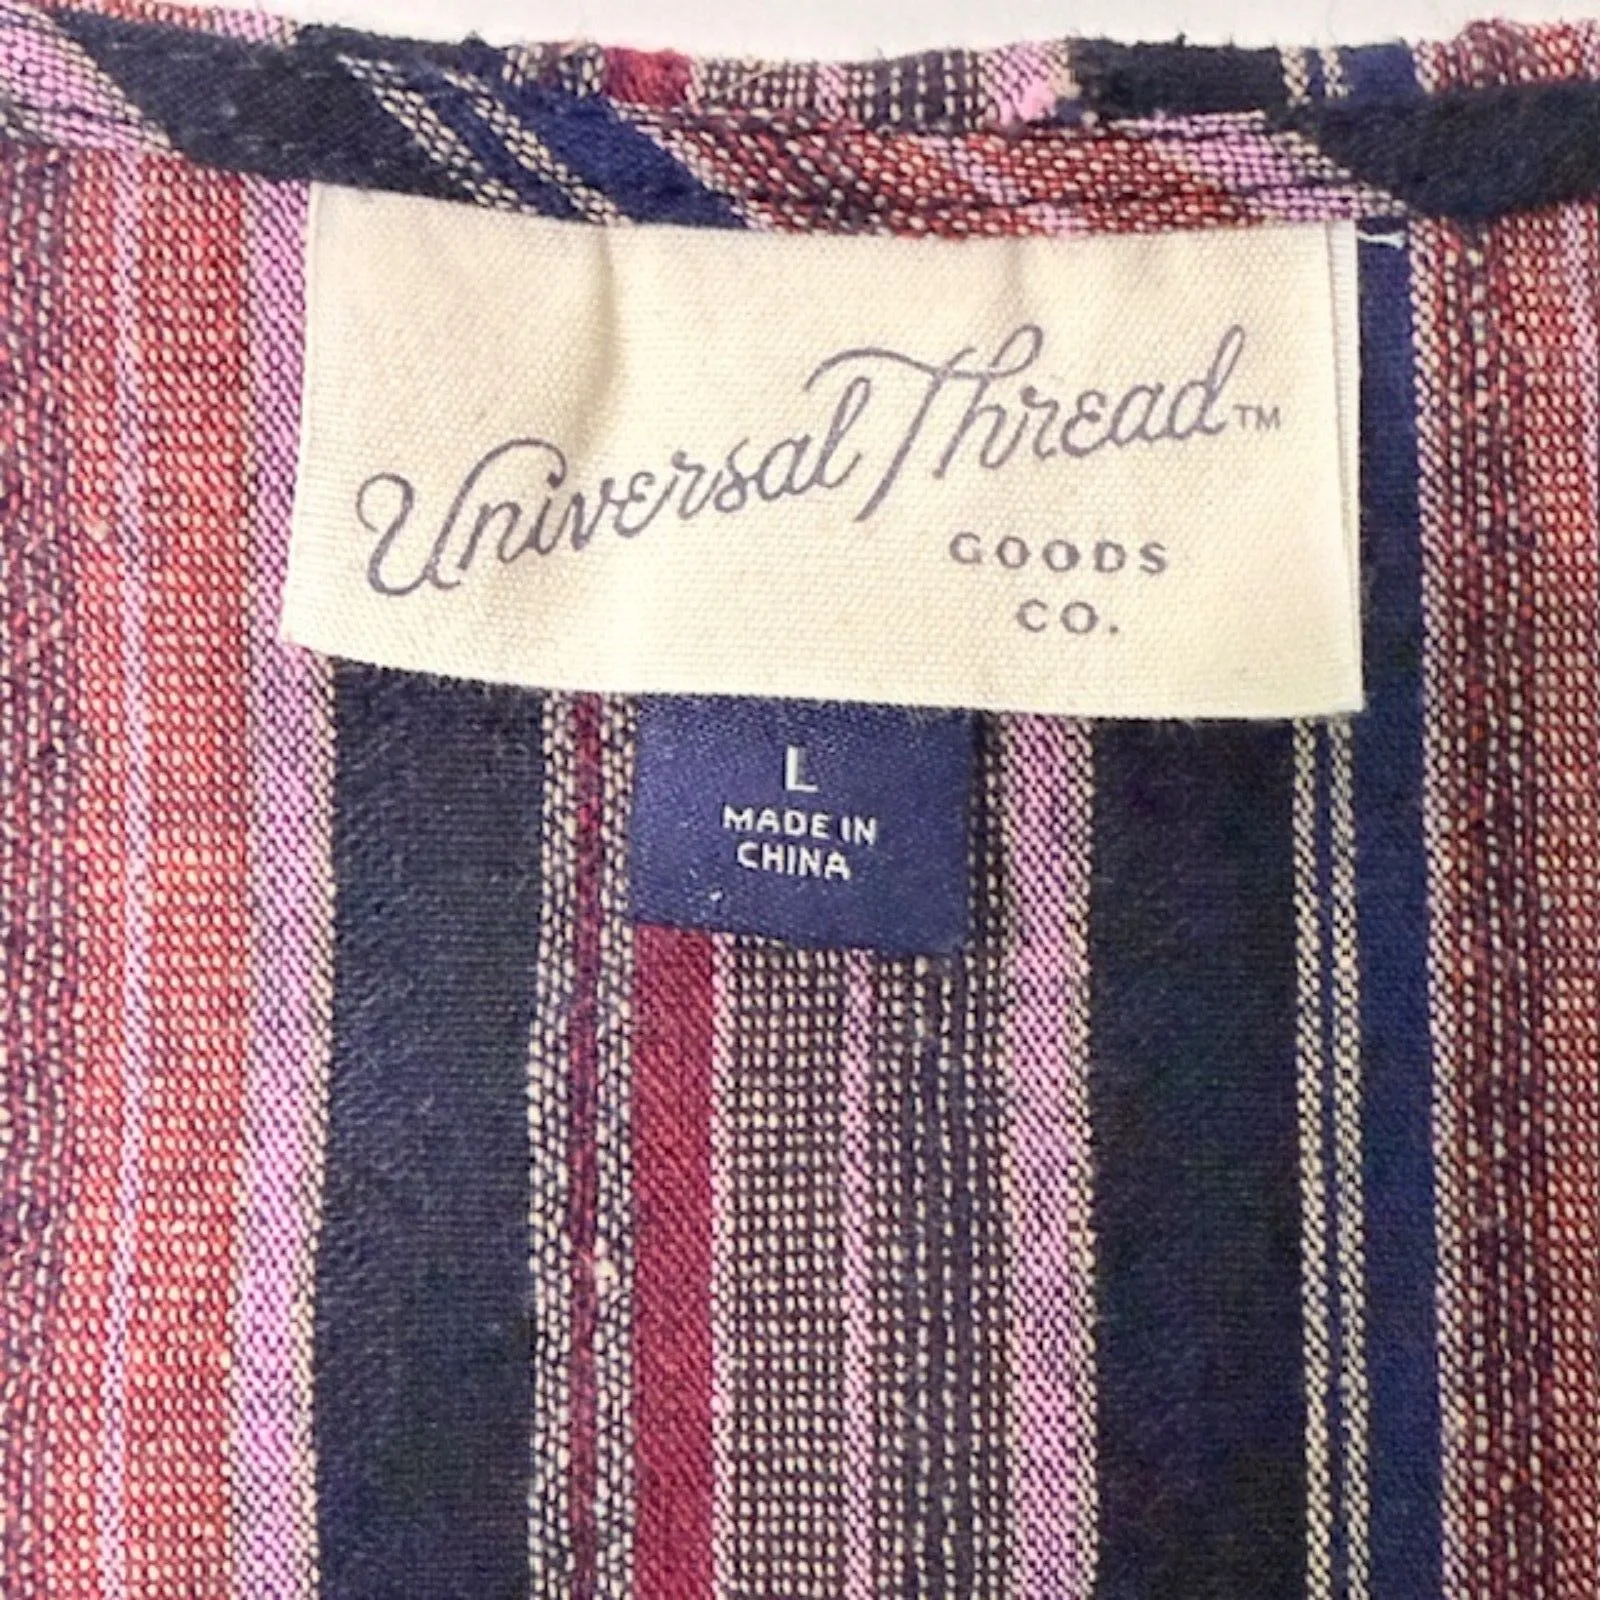 Universal Thread™
GOODS
CO.
L
MADE IN
CHINA